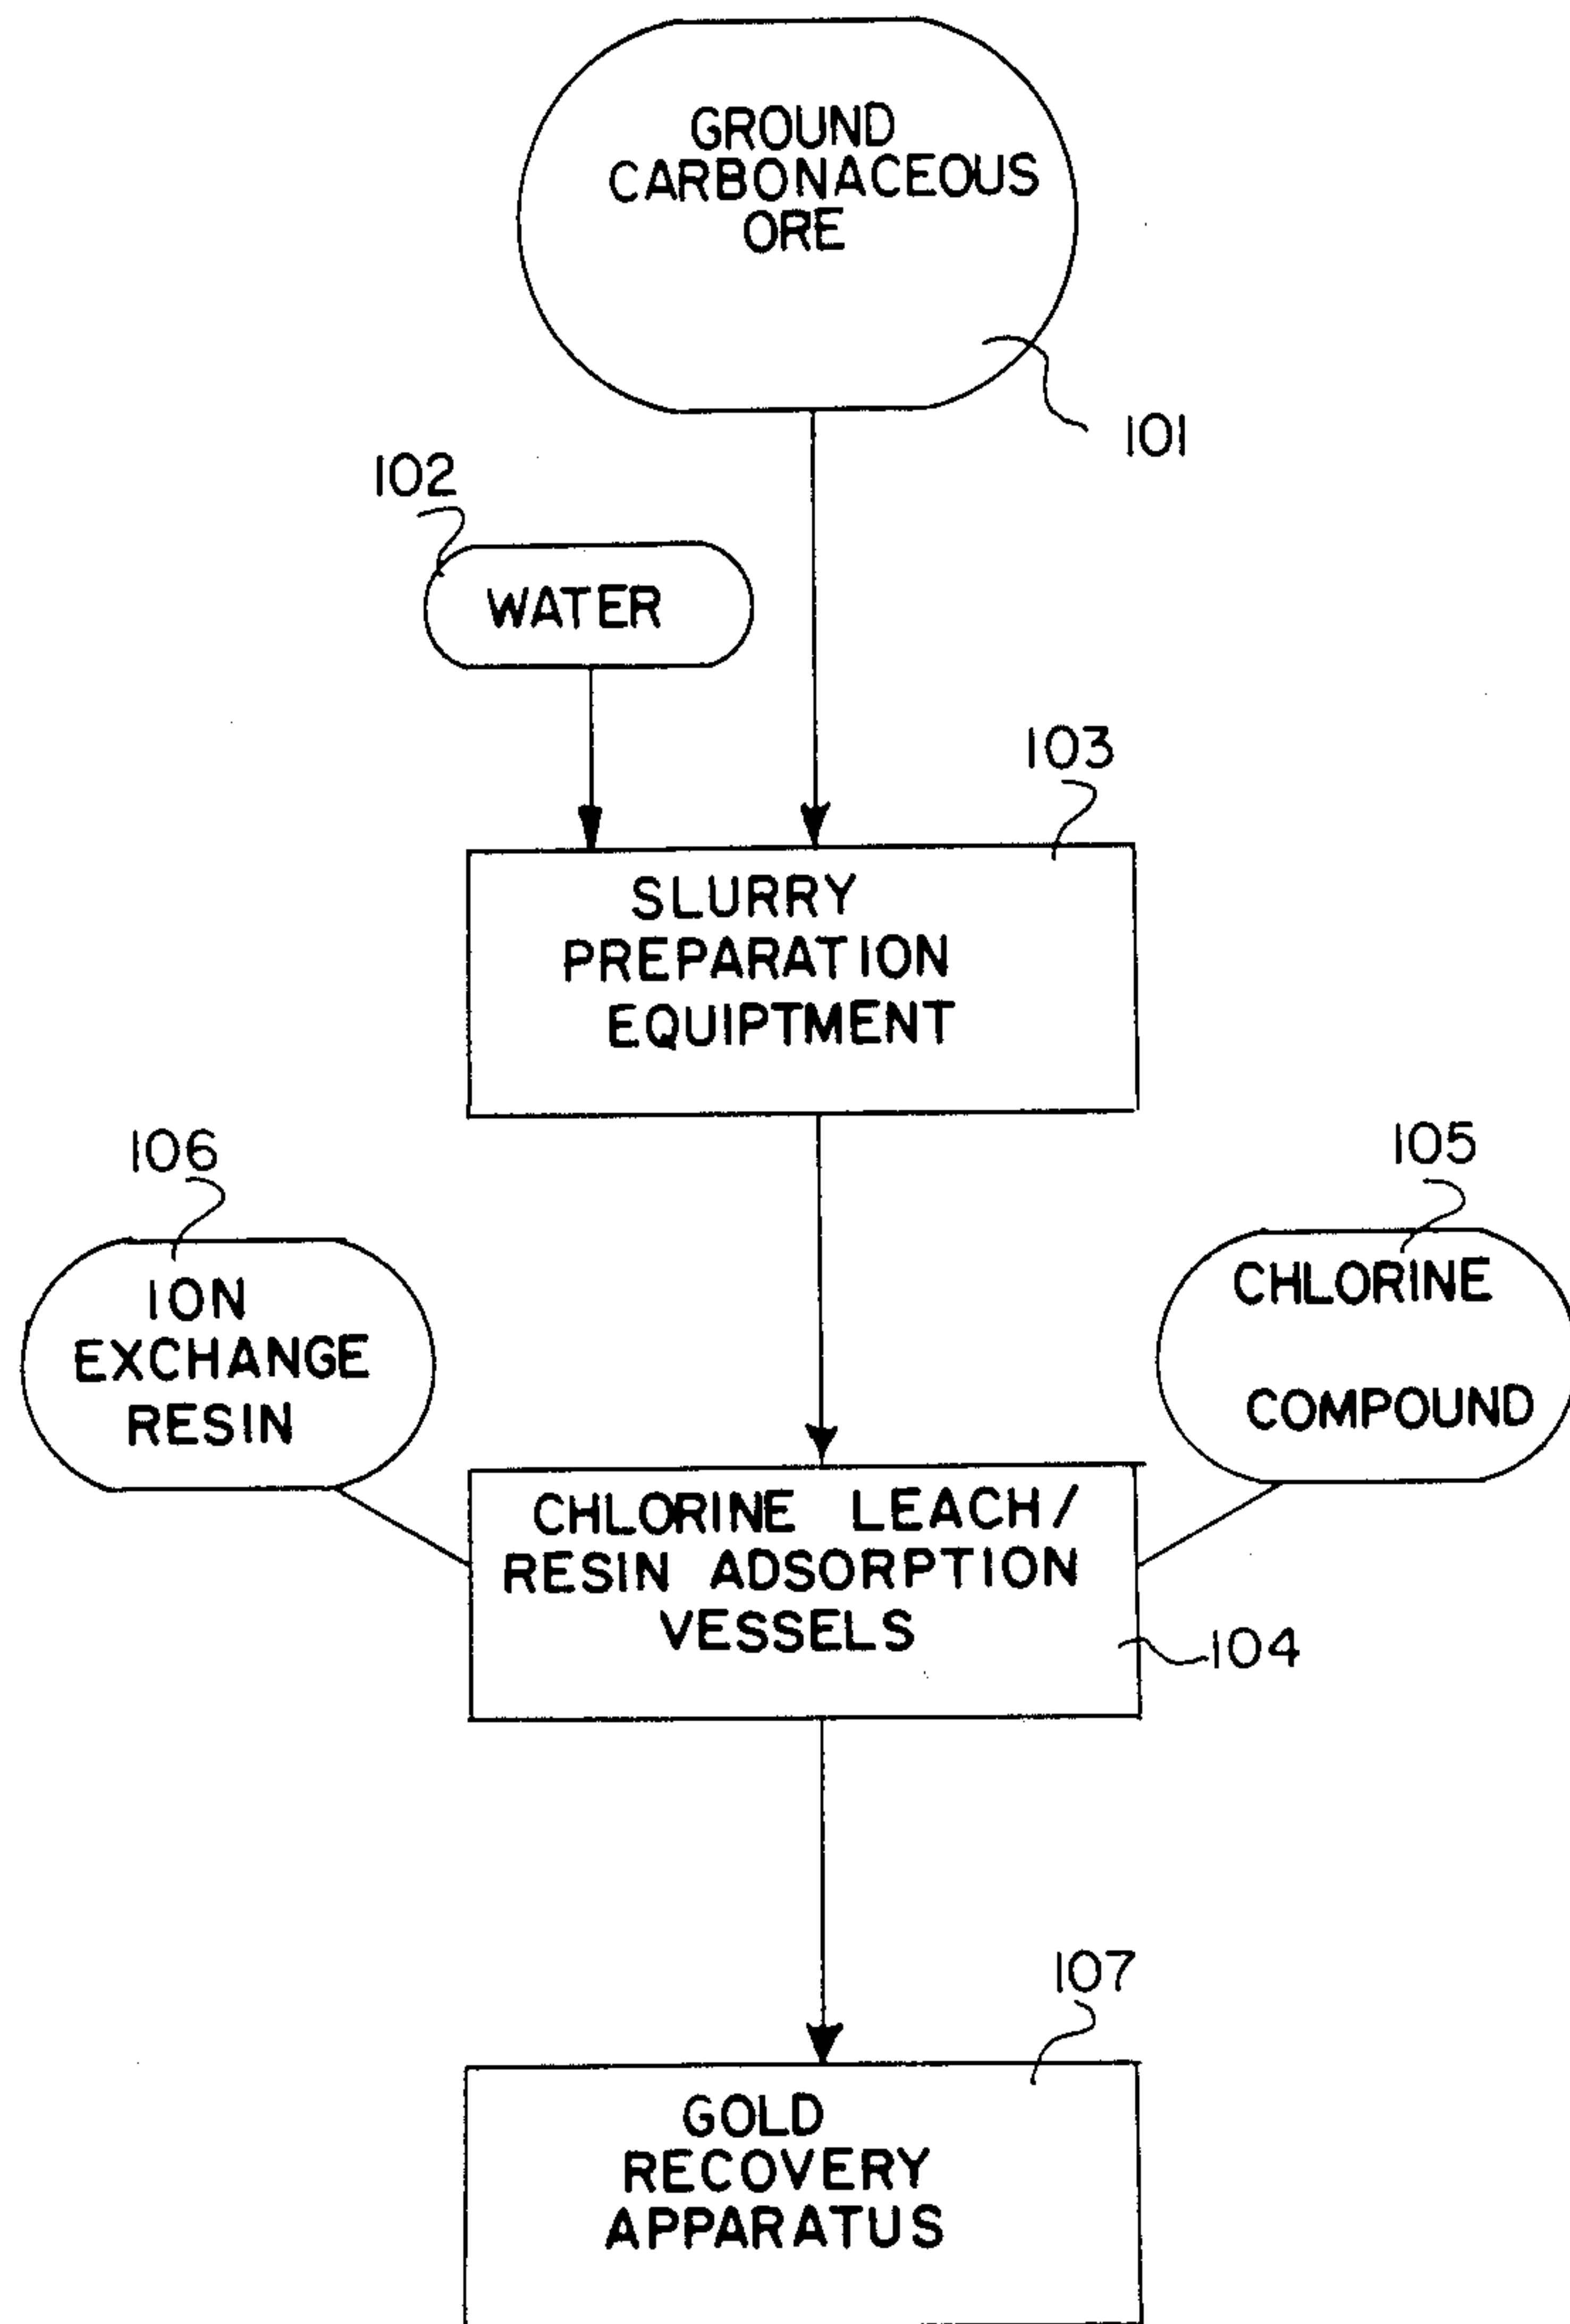 GROUND
CARBONACEOUS
ORE
101
102
WATER
103
SLURRY
PREPARATION
EQUIPTMENT
106
ION
EXCHANGE
RESIN
105
CHLORINE
COMPOUND
CHLORINE LEACH/
RESIN ADSORPTION
VESSELS
104
107
GOLD
RECOVERY
APPARATUS